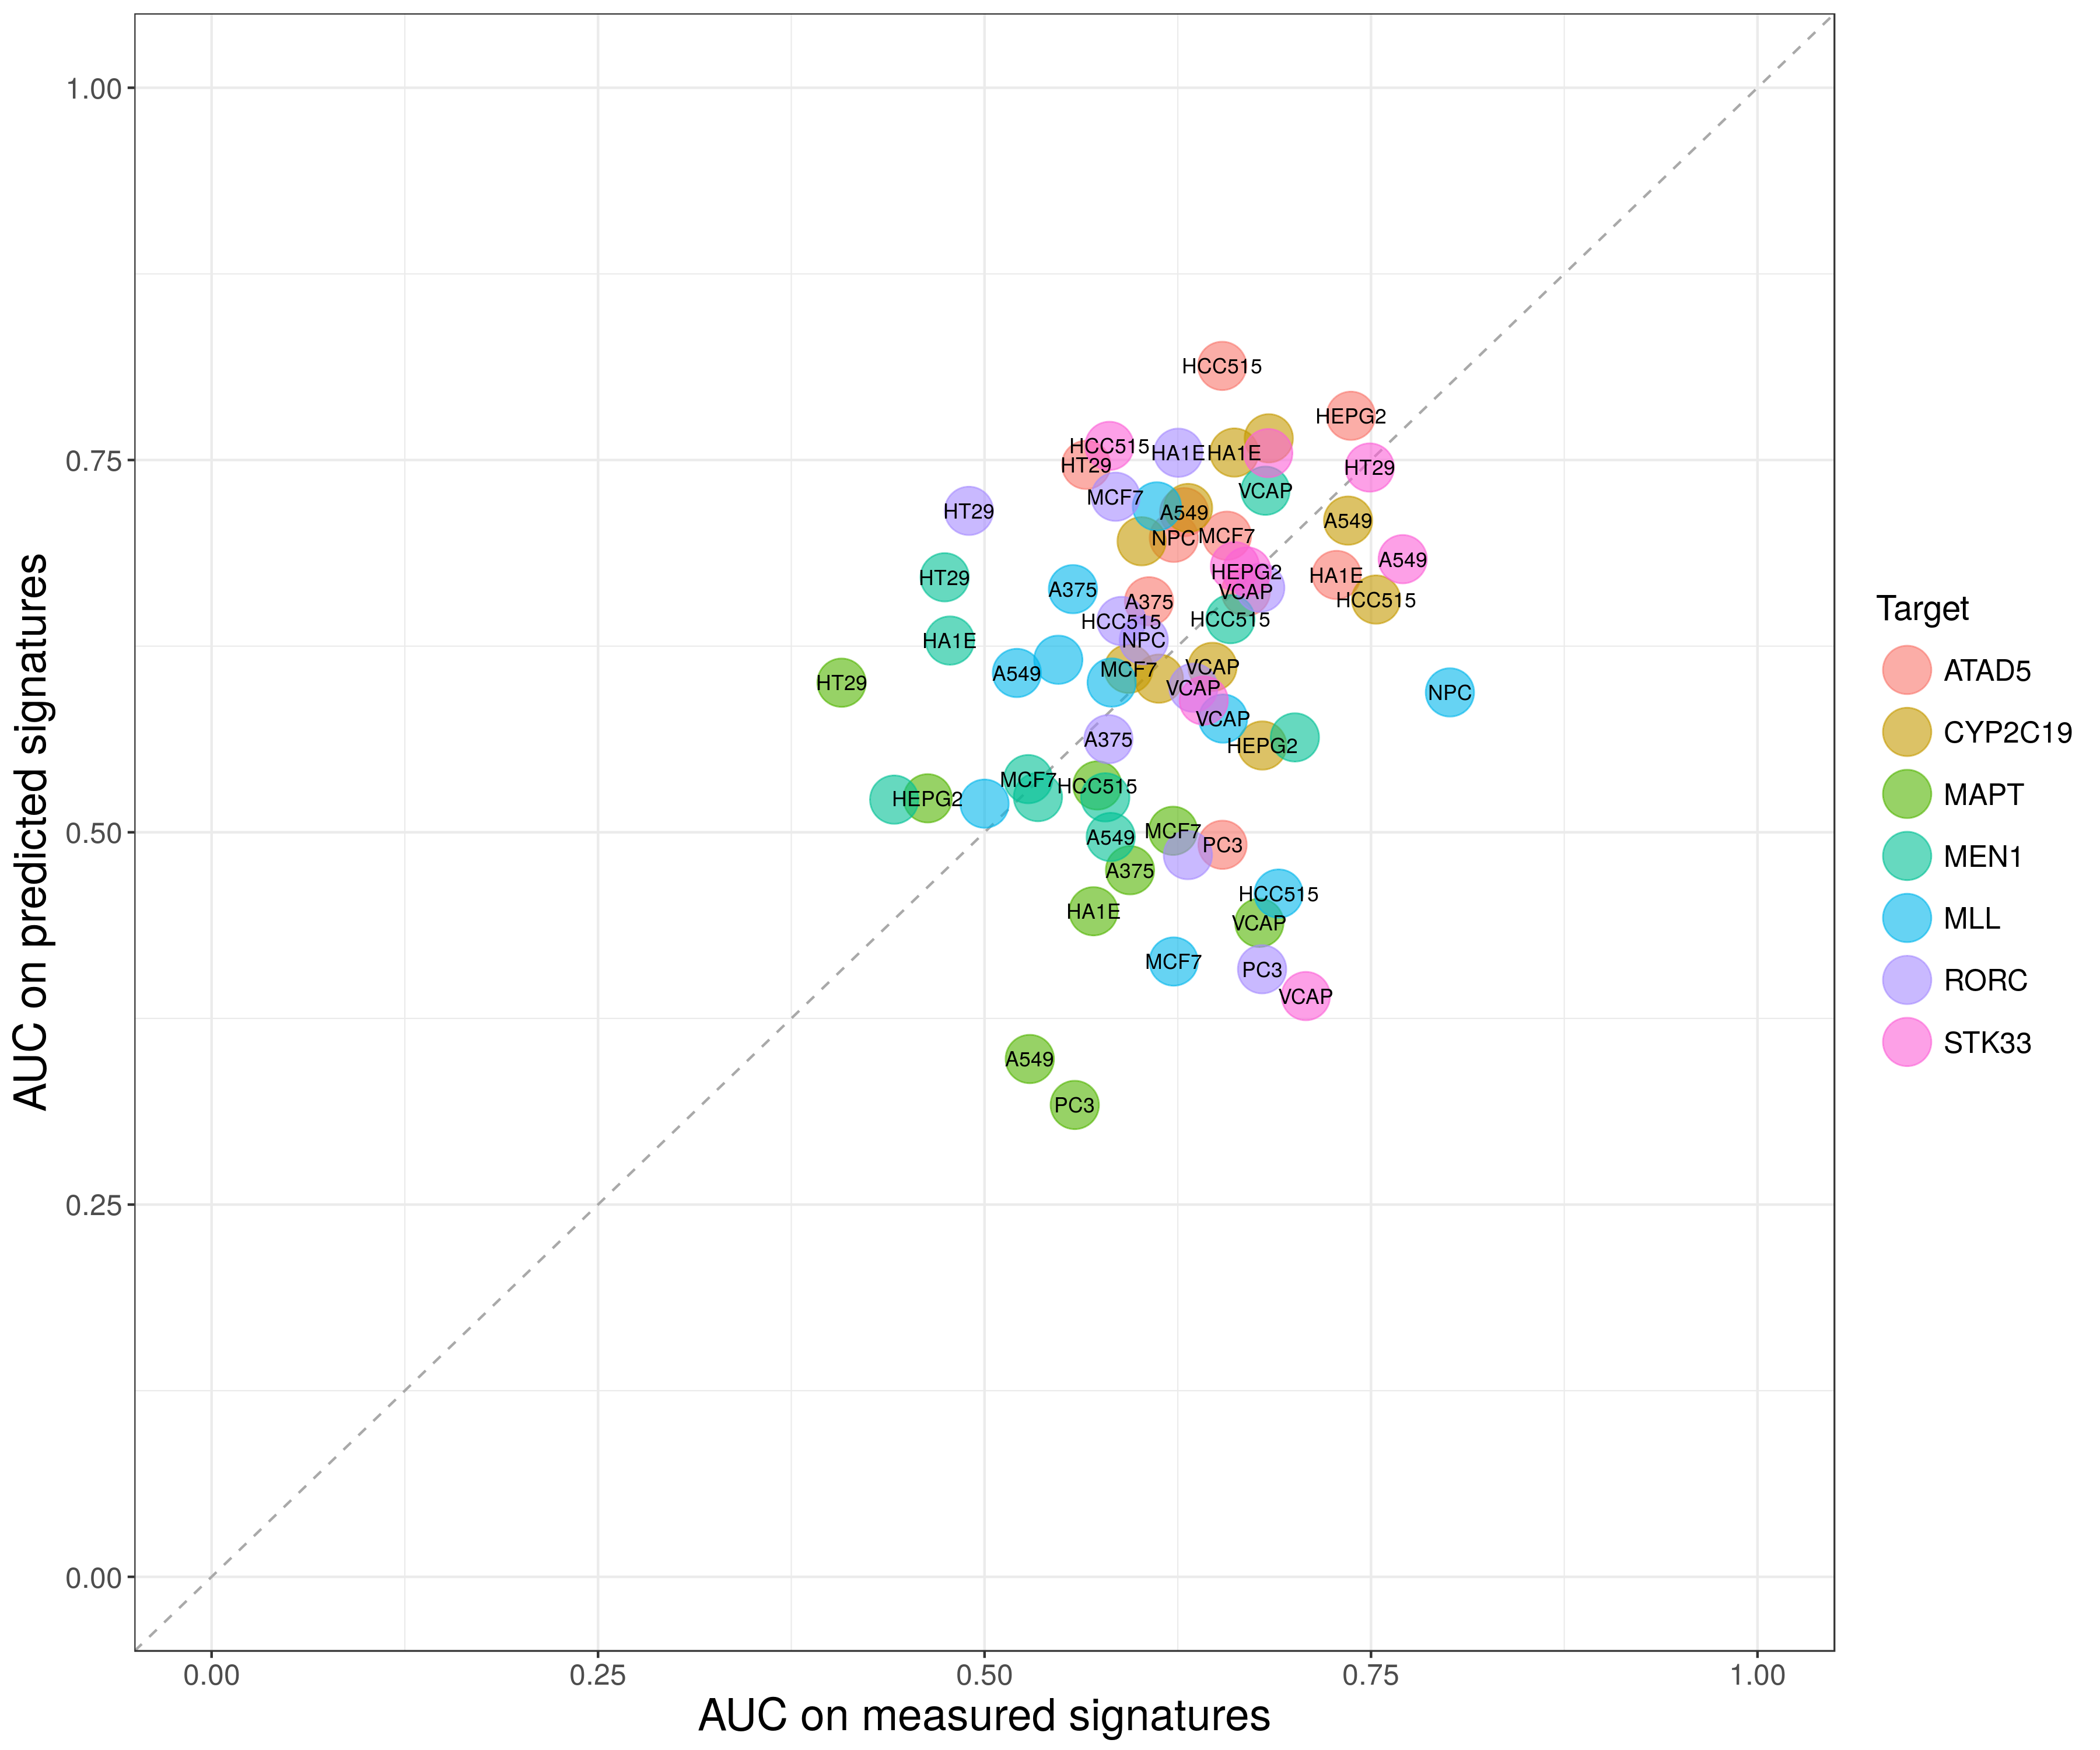 1.00
0.75
0.50
0.25
0.00
AUC on predicted signatures
HCC515
HEPG2
HCC515
HA1E
HA1E
HT29
HT29
VCAP
MCF7
HT29
A549
A549
NPC
MCF7
A549
HEPG2
HA1E
HT29
A375
VCAP
HCC515
A375
HCC515
HCC515
NPC
HA1E
VCAP
MCF7
A549
HT29
VCAP
NPC
VCAP
A375
HEPG2
MCF7
HCC515
HEPG2
MCF7
A549
PC3
A375
HCC515
HA1E
VCAP
MCF7
PC3
VCAP
A549
PC3
0.00
0.25
0.50
0.75
1.00
AUC on measured signatures
Target
ATAD5
CYP2C19
MAPT
MEN1
MLL
RORC
STK33